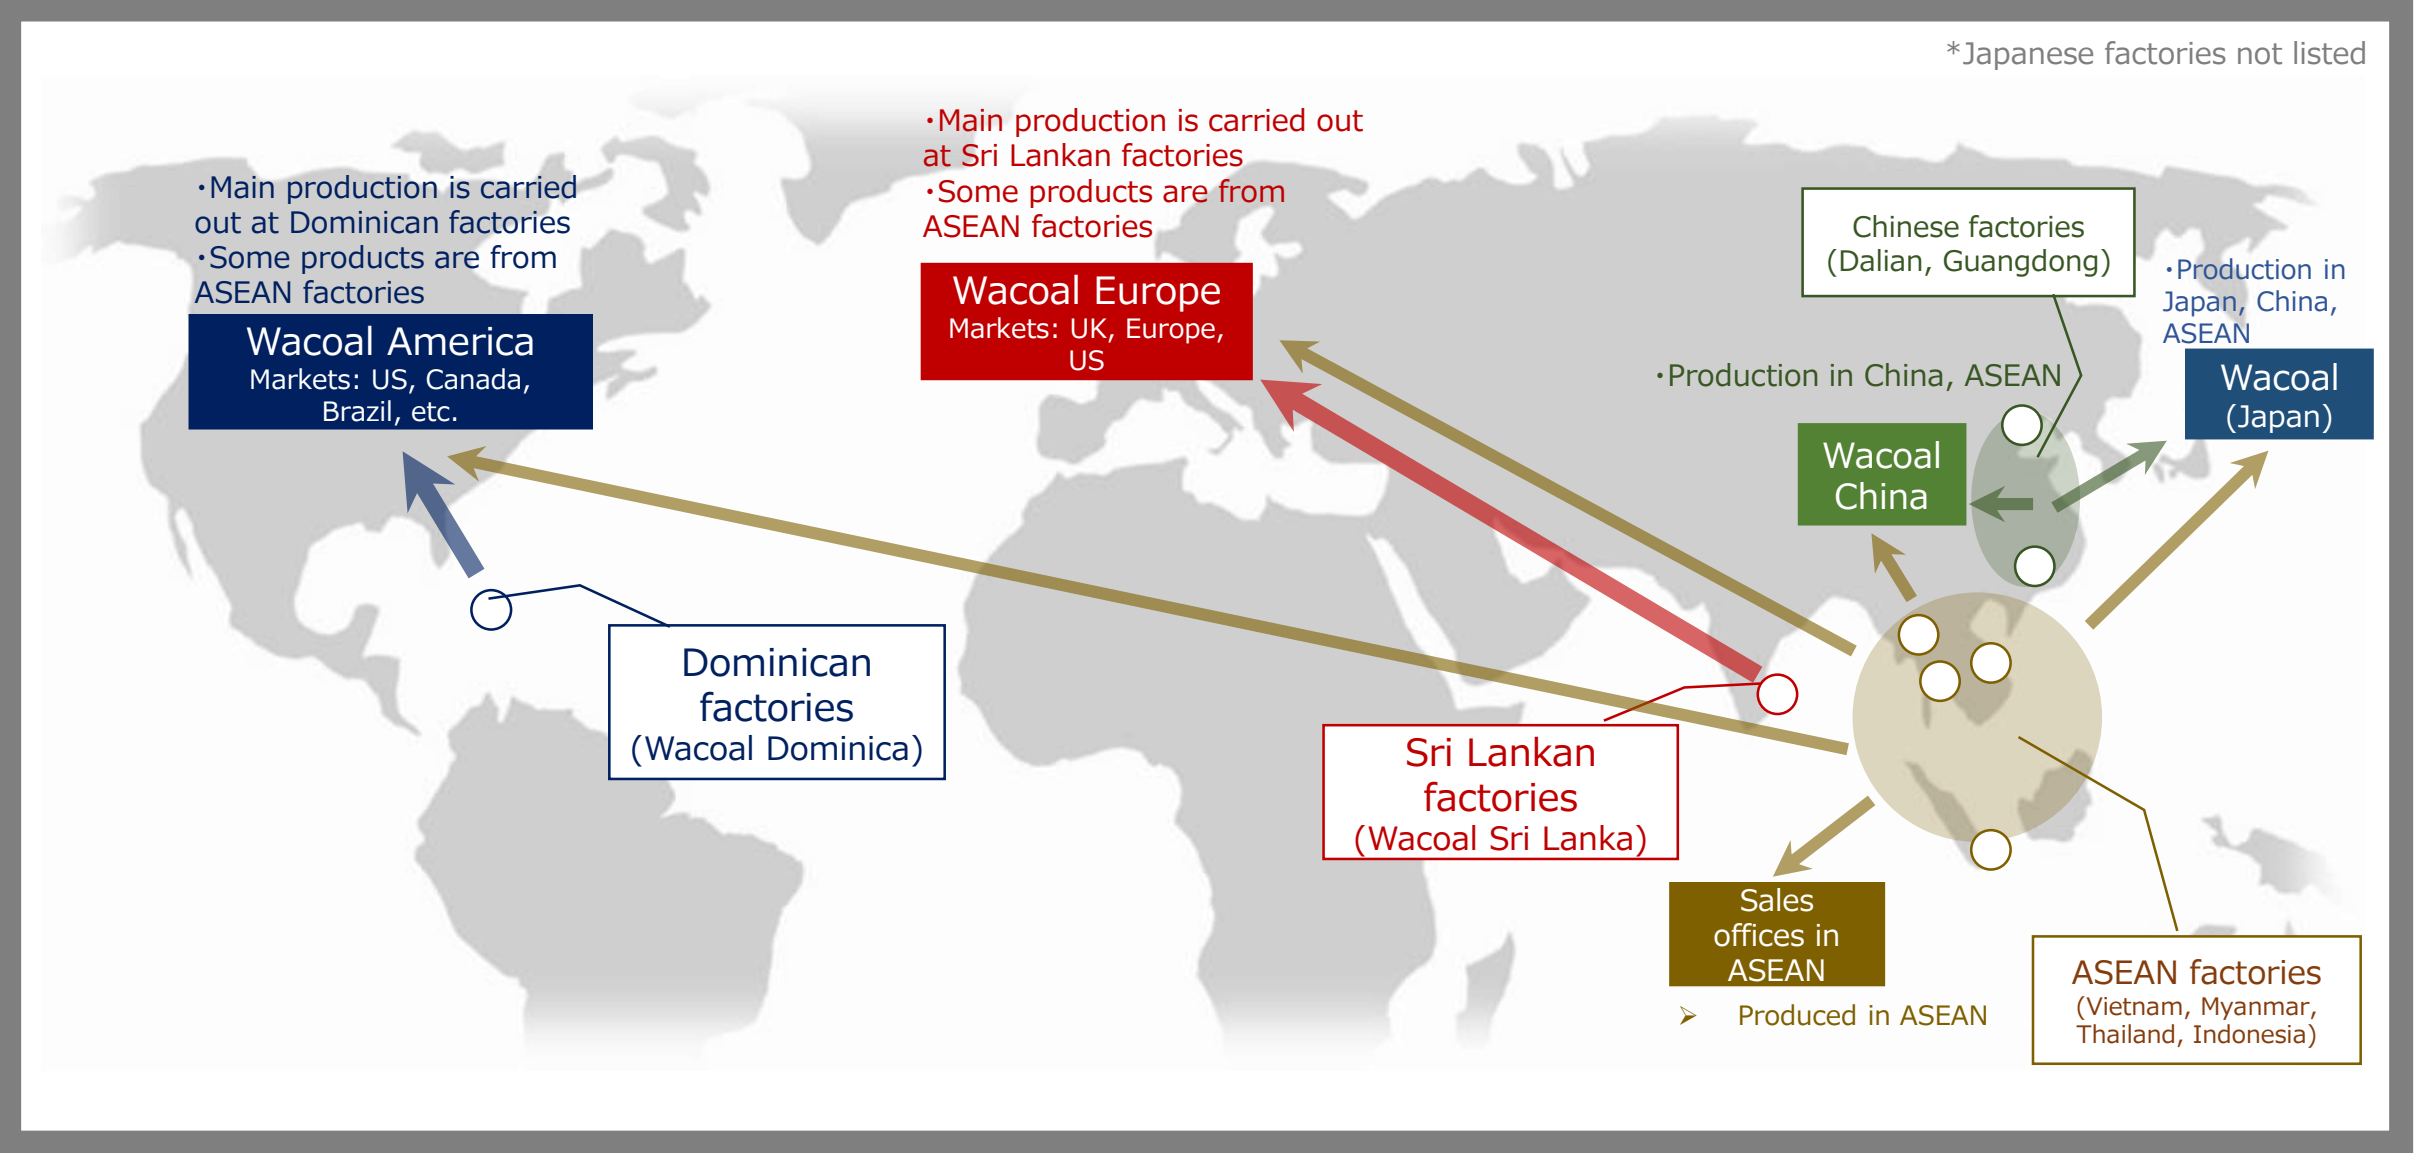 *Japanese factories not listed
・Main production is carried out
at Sri Lankan factories
・Some products are from
ASEAN factories
Wacoal Europe
Markets: UK, Europe,
US
・Main production is carried
out at Dominican factories
・Some products are from
ASEAN factories
Wacoal America
Markets: US, Canada,
Brazil, etc.
Chinese factories
(Dalian, Guangdong)
・Production in
Japan, China,
ASEAN
Wacoal
(Japan)
・Production in China, ASEAN
Wacoal
China
Dominican
factories
(Wacoal Dominica)
Sri Lankan
factories
(Wacoal Sri Lanka)
Sales
offices in
ASEAN
➢ Produced in ASEAN
ASEAN factories
(Vietnam, Myanmar,
Thailand, Indonesia)